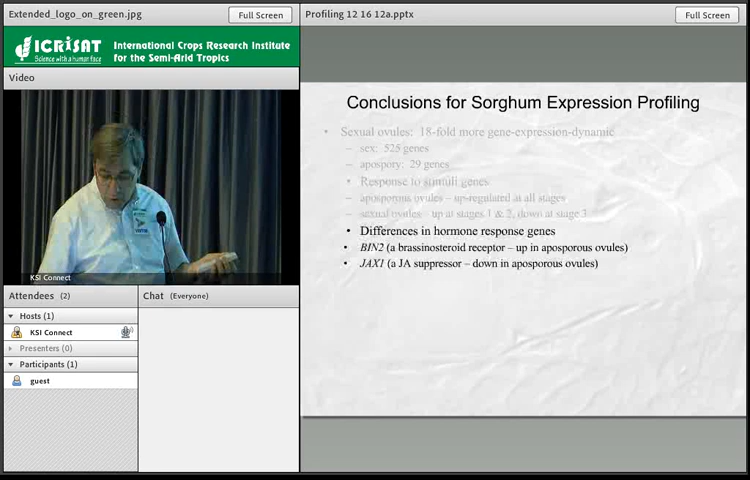 Extended_logo_on_green.jpg
Full Screen
ICRISAT
Science with a human face
International Crops Research Institute
for the Semi-Arid Tropics
Video
KSI Connect
Attendees (2)
Hosts (1)
KSI Connect
Presenters (0)
Participants (1)
guest
Chat (Everyone)
Profiling 12 16 12a.pptx
Full Screen
Conclusions for Sorghum Expression Profiling
• Sexual ovules: 18-fold more gene-expression-dynamic
– sex: 525 genes
– apospory: 29 genes
• Response to stimuli genes
– aposporous ovules – up-regulated at all stages
– sexual ovules – up at stages 1 & 2, down at stage 3
• Differences in hormone response genes
• BIN2 (a brassinosteroid receptor – up in aposporous ovules)
• JAX1 (a JA suppressor – down in aposporous ovules)